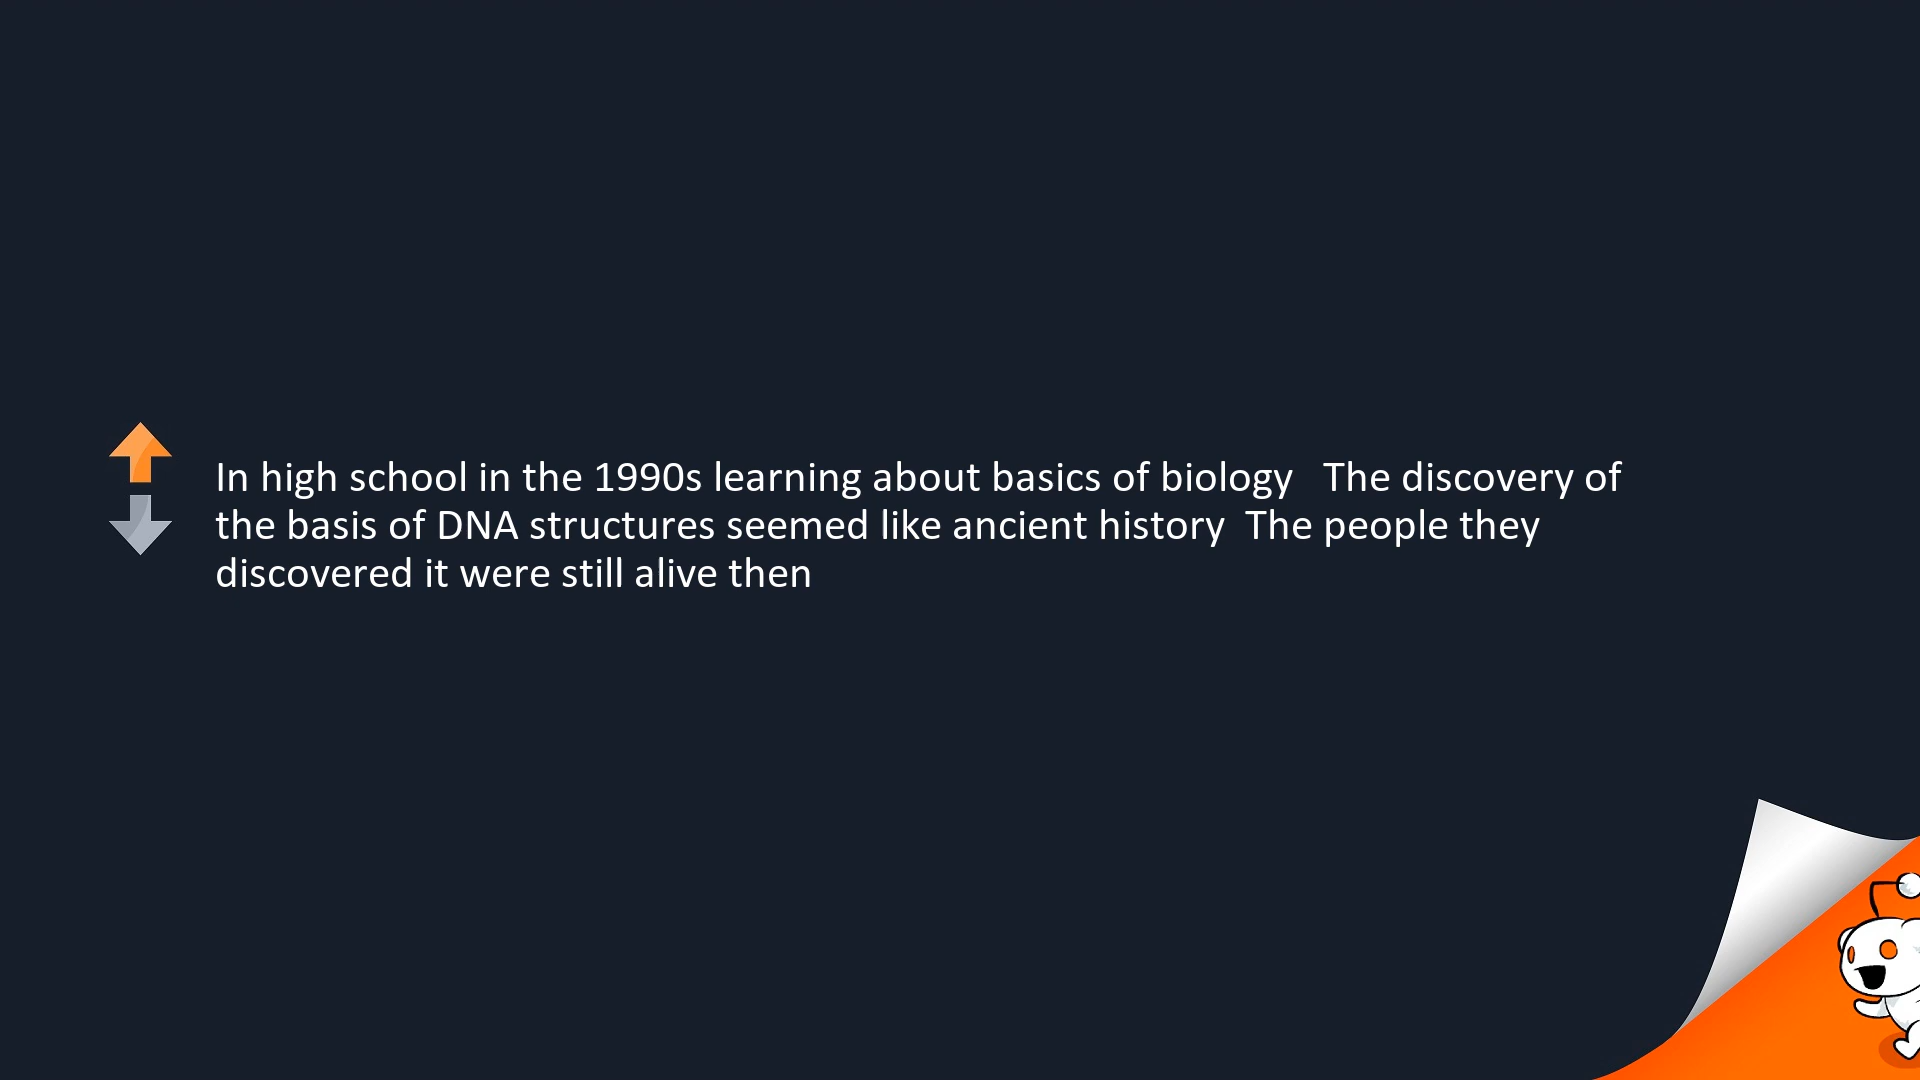 In high school in the 1990s learning about basics of biology   The discovery of
the basis of DNA structures seemed like ancient history  The people they
discovered it were still alive then